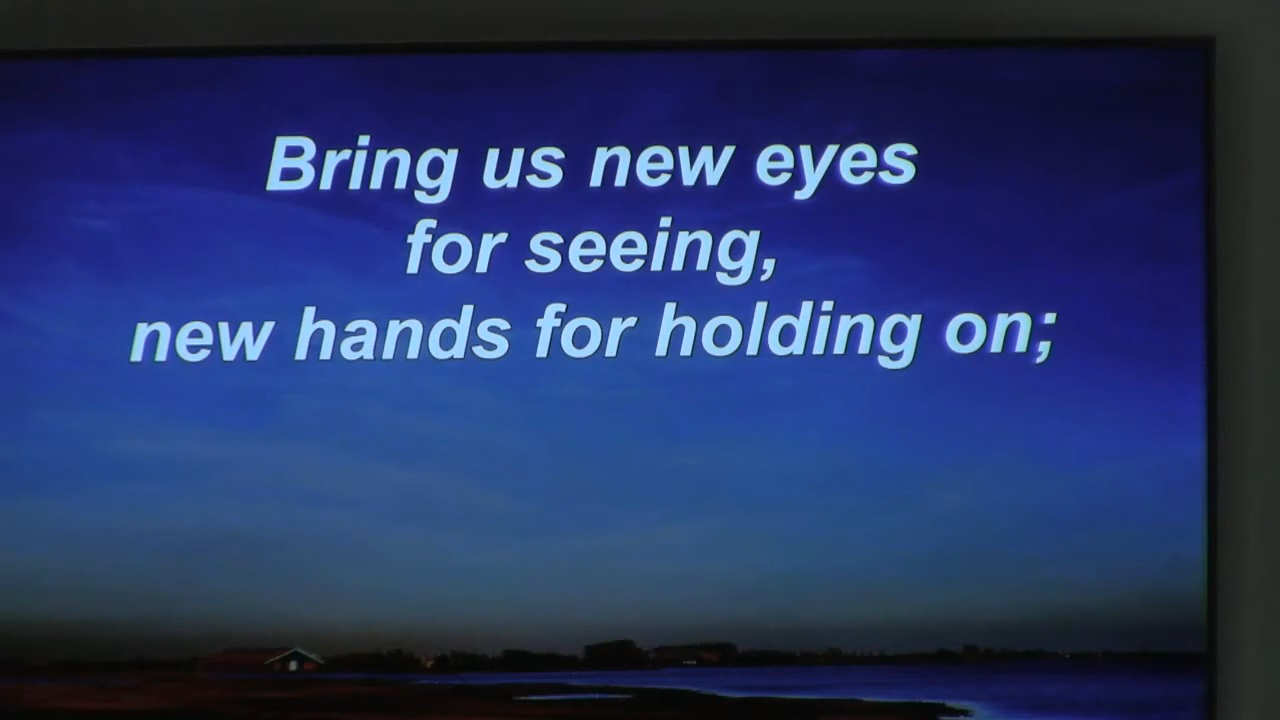 Bring us new eyes
for seeing,
new hands for holding on;